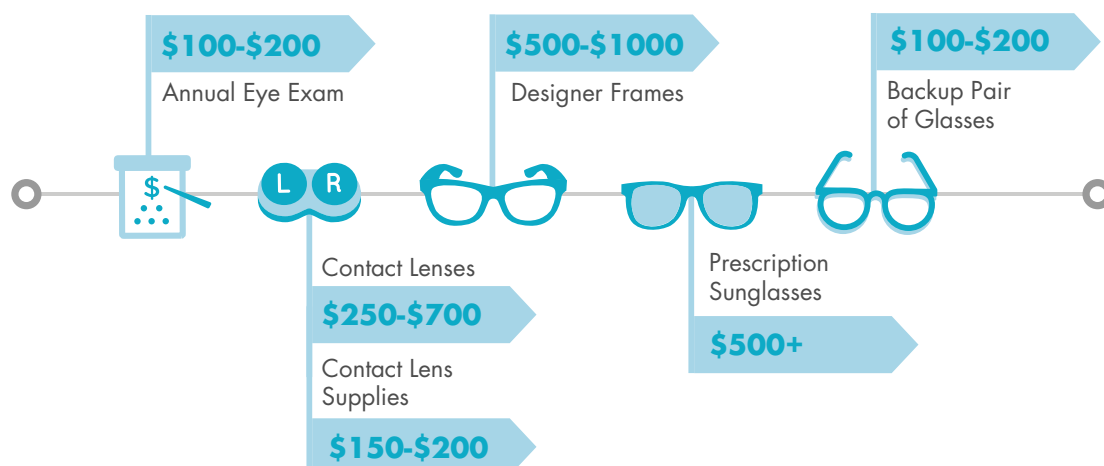 $100-$200
Annual Eye Exam
$500-$1000
Designer Frames
$100-$200
Backup Pair
of Glasses
$
L R
Contact Lenses
$250-$700
Contact Lens
Supplies
$150-$200
Prescription
Sunglasses
$500+